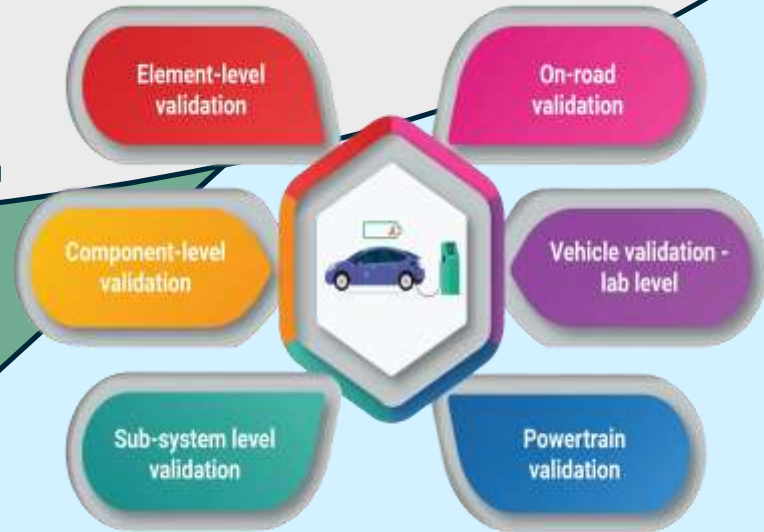 Element-level
validation
On-road
validation
Component-level
validation
Vehicle validation -
lab level
Sub-system level
validation
Powertrain
validation